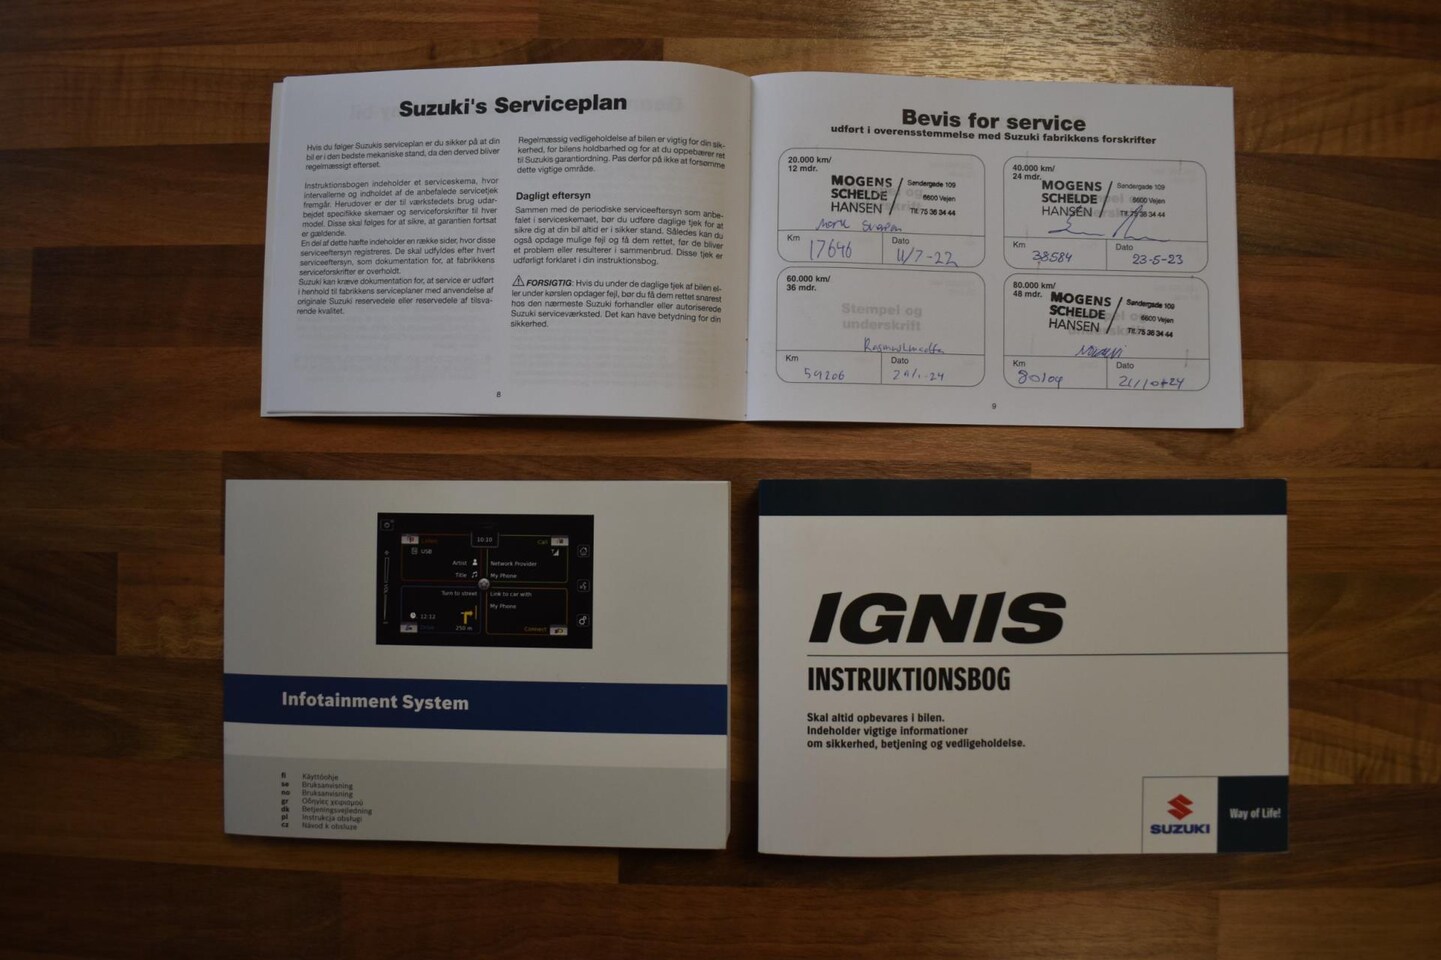 Suzuki's Serviceplan
Hvis du følger Suzukis serviceplan er du sikker på at din
bil er i den bedste mekaniske stand, da den derved bliver
regelmæssigt efterset.
Instruktionsbogen indeholder et serviceskema, hvor
intervallerne og indholdet af de anbefalede servicetjek
fremgår. Herudover er der til værkstedets brug udar-
bejdet specifikke skemaer og serviceforskrifter til hver
model. Disse skal følges for at sikre, at garantien fortsat
er gældende.
En del af dette hæfte indeholder en række sider, hvor disse
serviceeftersyn registreres. De skal udfyldes efter hvert
serviceeftersyn, som dokumentation for, at fabrikkens
serviceforskrifter er overholdt.
Suzuki kan kræve dokumentation for, at service er udført
i henhold til fabrikkens serviceplaner med anvendelse af
originale Suzuki reservedele eller reservedele af tilsva-
rende kvalitet.
Regelmæssig vedligeholdelse af bilen er vigtig for din sik-
kerhed, for bilens holdbarhed og for at du oppebærer ret
til Suzukis garantiordning. Pas derfor på ikke at forsømme
dette vigtige område.
Dagligt eftersyn
Sammen med de periodiske serviceeftersyn som anbe-
falet i serviceskemaet, bør du udføre daglige tjek for at
sikre dig at din bil altid er i sikker stand. Således kan du
også opdage mulige fejl og få dem rettet, før de bliver
et problem eller resulterer i sammenbrud. Disse tjek er
udførligt forklaret i din instruktionsbog.
FORSIGTIG: Hvis du under de daglige tjek af bilen el-
ler under kørslen opdager fejl, bør du få dem rettet snarest
hos den nærmeste Suzuki forhandler eller autoriserede
Suzuki serviceværksted. Det kan have betydning for din
sikkerhed.
8
Bevis for service
udført i overensstemmelse med Suzuki fabrikkens forskrifter
20.000 km/
12 mdr.
MOGENS
SCHELDE
HANSEN
Søndergade 109
6600 Vejen
Tlf. 75 36 34 44
Km
17646
Dato
11/7-22
40.000 km/
24 mdr.
MOGENS
SCHELDE
HANSEN
Søndergade 109
6600 Vejen
Tlf. 75 36 34 44
Km
38584
Dato
23-5-23
60.000 km/
36 mdr.
Stempel og
underskrift
Km
59206
Dato
80.000 km/
48 mdr.
MOGENS
SCHELDE
HANSEN
Søndergade 109
6600 Vejen
Tlf. 75 36 34 44
Km
80104
Dato
9
10:10
Call
USB
Artist
Title
Network Provider
My Phone
Turn to street
12:12
250 m
Link to car with
My Phone
Connect
Infotainment System
fi Käyttöohje
se Bruksanvisning
no Bruksanvisning
gr Οδηγίες χειρισμού
dk Betjeningsvejledning
pl Instrukcja obsługi
cz Návod k obsluze
IGNIS
INSTRUKTIONSBOG
Skal altid opbevares i bilen.
Indeholder vigtige informationer
om sikkerhed, betjening og vedligeholdelse.
SUZUKI
Way of Life!